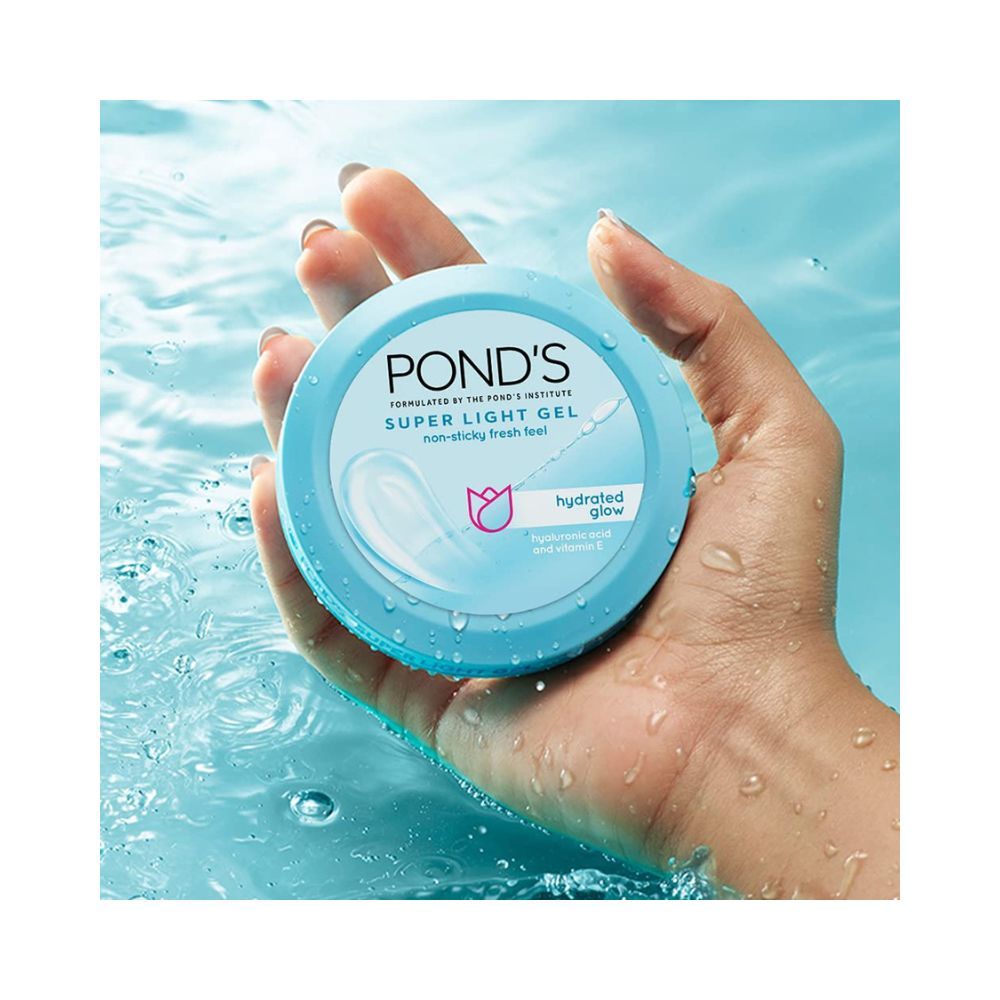 POND'S
FORMULATED BY THE POND'S INSTITUTE
SUPER LIGHT GEL
non-sticky fresh feel
hydrated
glow
hyaluronic acid
and vitamin E